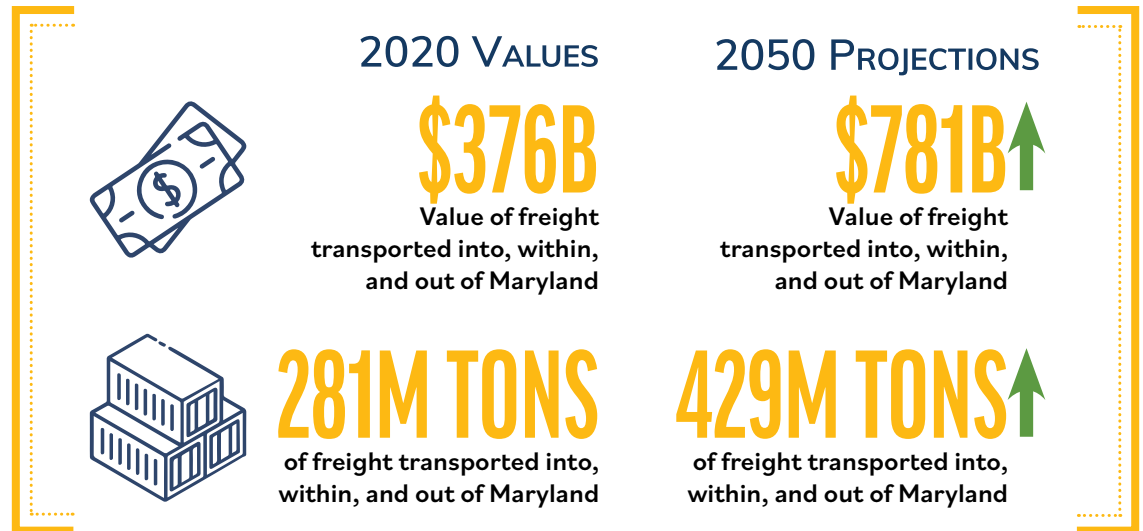 2020 VALUES
2050 PROJECTIONS
$
$376B
Value of freight
transported into, within,
and out of Maryland
$781B
Value of freight
transported into, within,
and out of Maryland
281M TONS
of freight transported into,
within, and out of Maryland
429M TONS
of freight transported into,
within, and out of Maryland